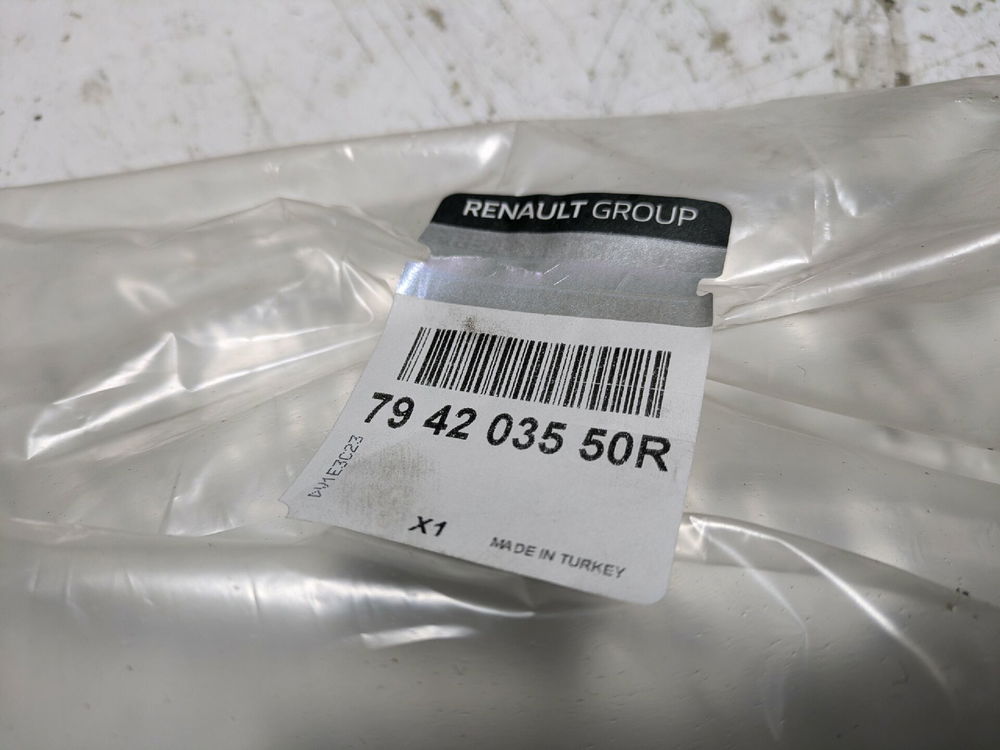 RENAULT GROUP
79 42 035 50R
X1
MADE IN TURKEY